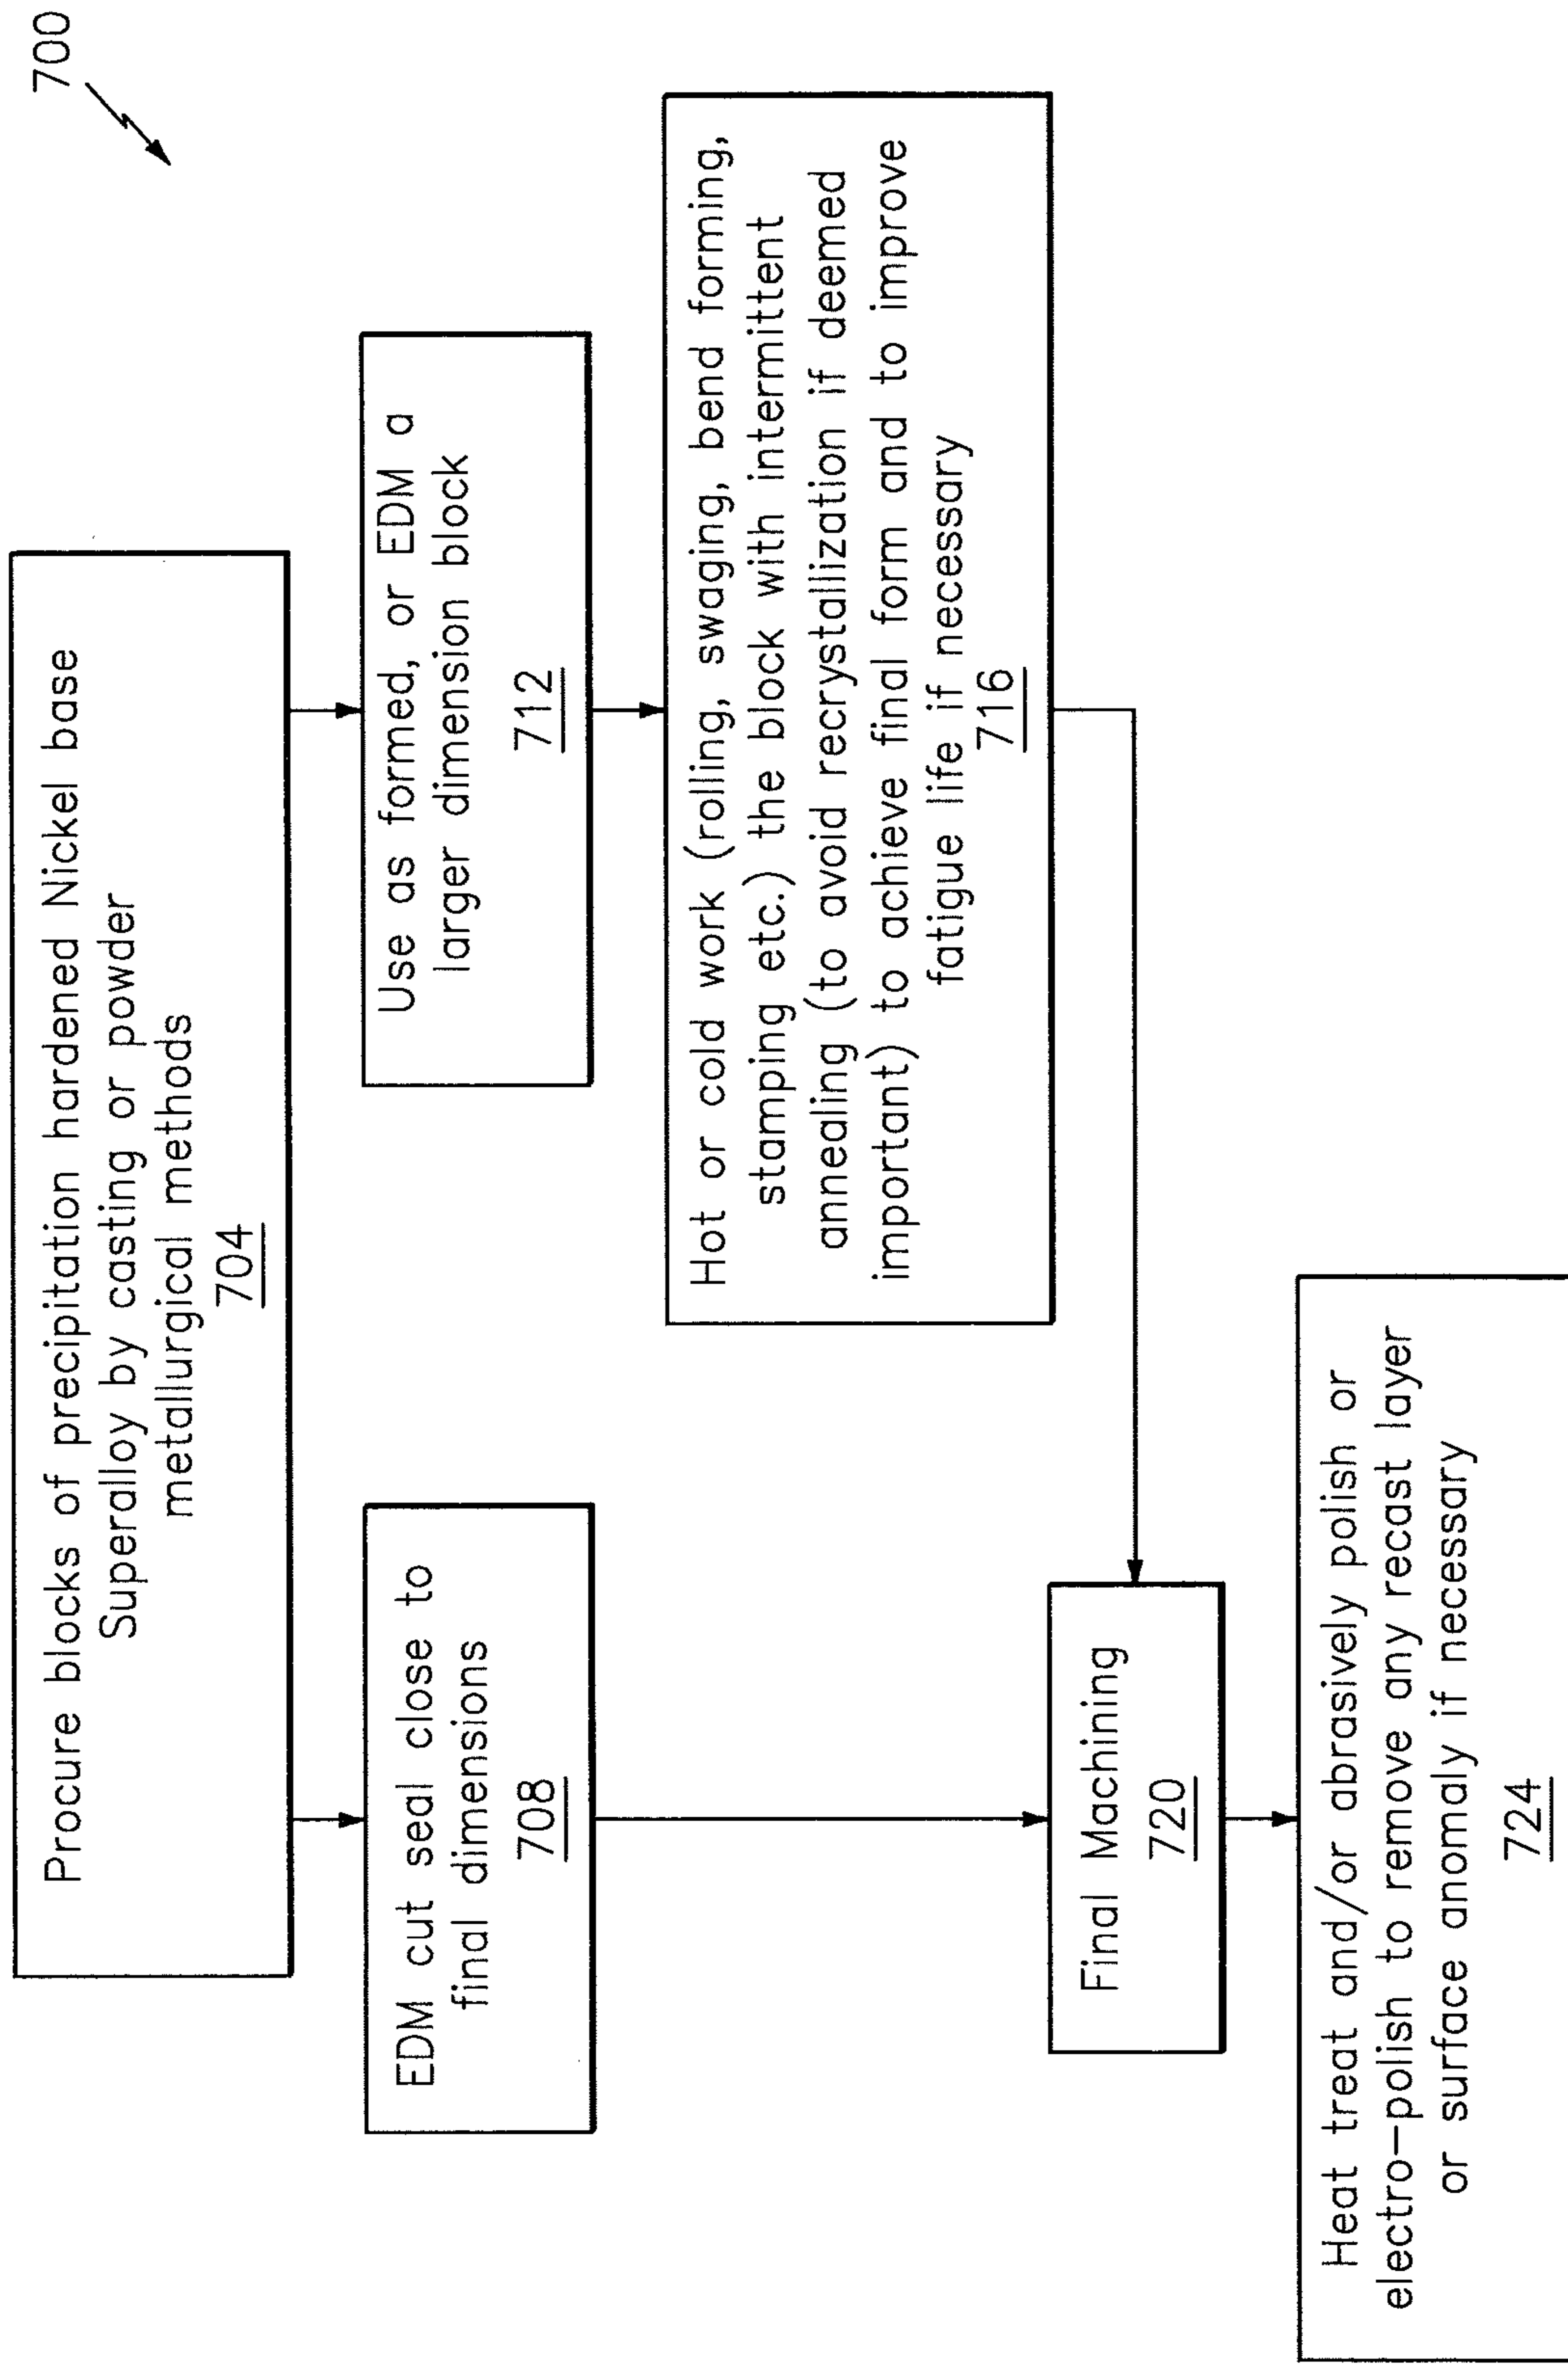 700
Procure blocks of precipitation hardened Nickel base
Superalloy by casting or powder
metallurgical methods
704
EDM cut seal close to
final dimensions
708
Use as formed, or EDM a
larger dimension block
712
Hot or cold work (rolling, swaging, bend forming,
stamping etc.) the block with intermittent
annealing (to avoid recrystallization if deemed
important) to achieve final form and to improve
fatigue life if necessary
716
Final Machining
720
Heat treat and/or abrasively polish or
electro-polish to remove any recast layer
or surface anomaly if necessary
724